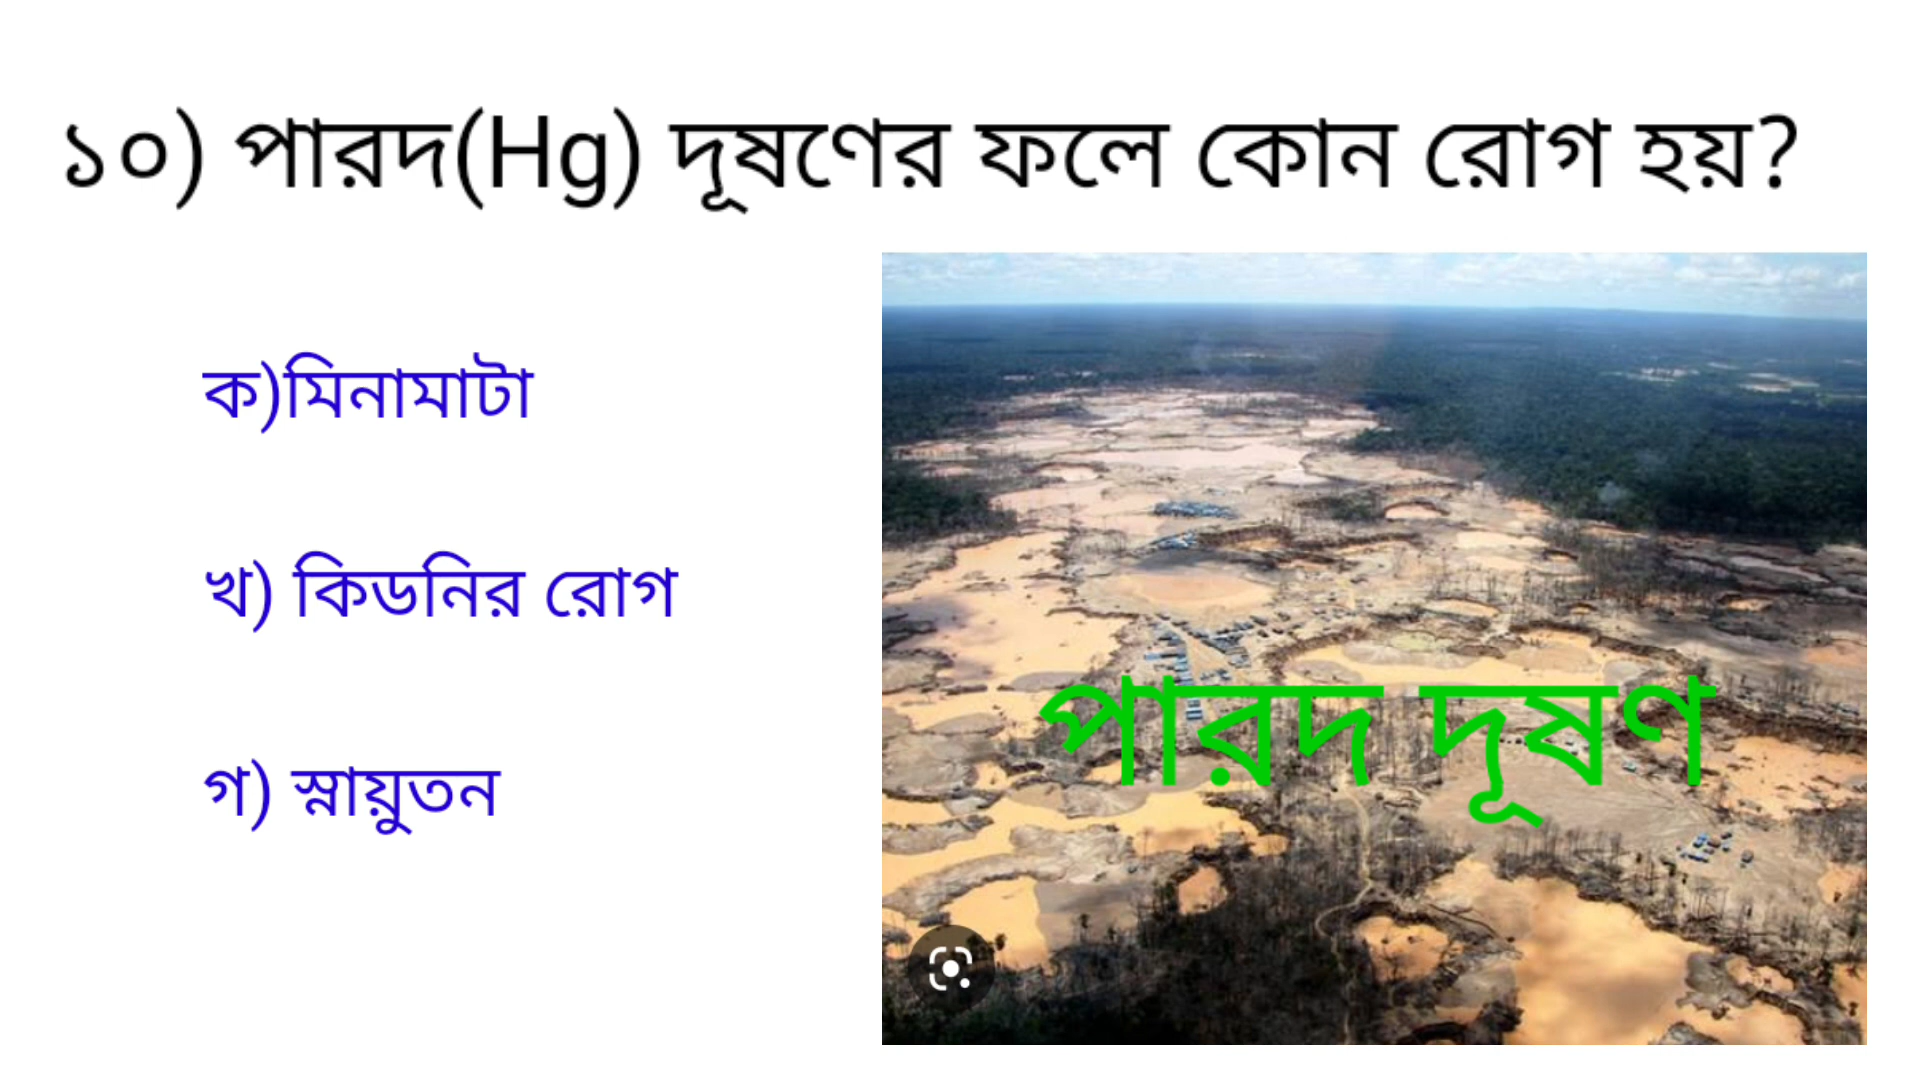 ১০) পারদ(Hg) দূষণের ফলে কোন রোগ হয়?
ক)মিনামাটা
খ) কিডনির রোগ
গ) স্নায়ুতন
পারদ দূষণ